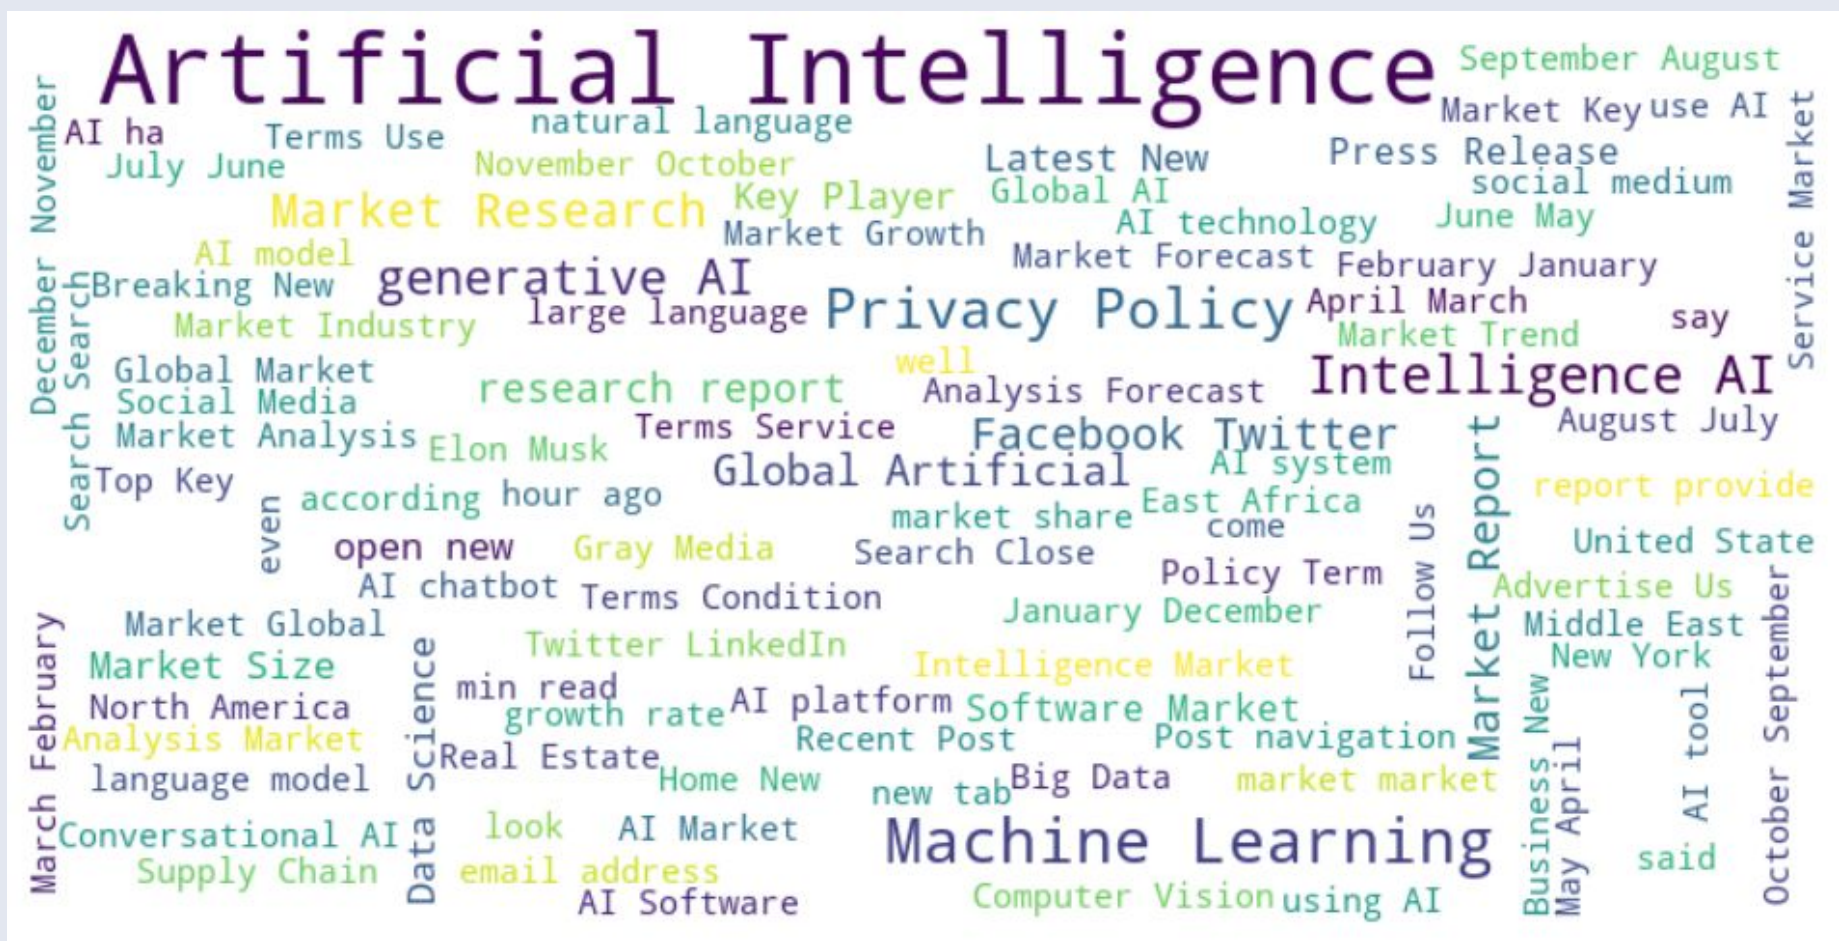 Artificial Intelligence
September August
Market Key
use AI
AI ha
Terms Use
natural language
July June
November October
Latest New
Press Release
social medium
Service Market
December November
Market Research
Key Player
Global AI
AI technology
June May
Market Growth
AI model
generative AI
Market Forecast
February January
Breaking New
large language
Privacy Policy
April March
say
Market Industry
Market Trend
Search Search
Global Market
well
Intelligence AI
research report
Analysis Forecast
Social Media
August July
Market Analysis
Elon Musk
Terms Service
Facebook Twitter
Global Artificial
AI system
Top Key
according
hour ago
East Africa
report provide
even
market share
come
Market Report
Follow Us
United State
open new
Gray Media
Search Close
Policy Term
AI chatbot
Terms Condition
Advertise Us
January December
Middle East
Market Global
Twitter LinkedIn
New York
October September
March February
Market Size
Intelligence Market
Data Science
min read
North America
AI platform
Software Market
growth rate
Analysis Market
Recent Post
Post navigation
Business New
AI tool
Real Estate
language model
Home New
new tab
Big Data
market market
May April
Conversational AI
look
AI Market
Machine Learning
said
Supply Chain
email address
AI Software
Computer Vision
using AI